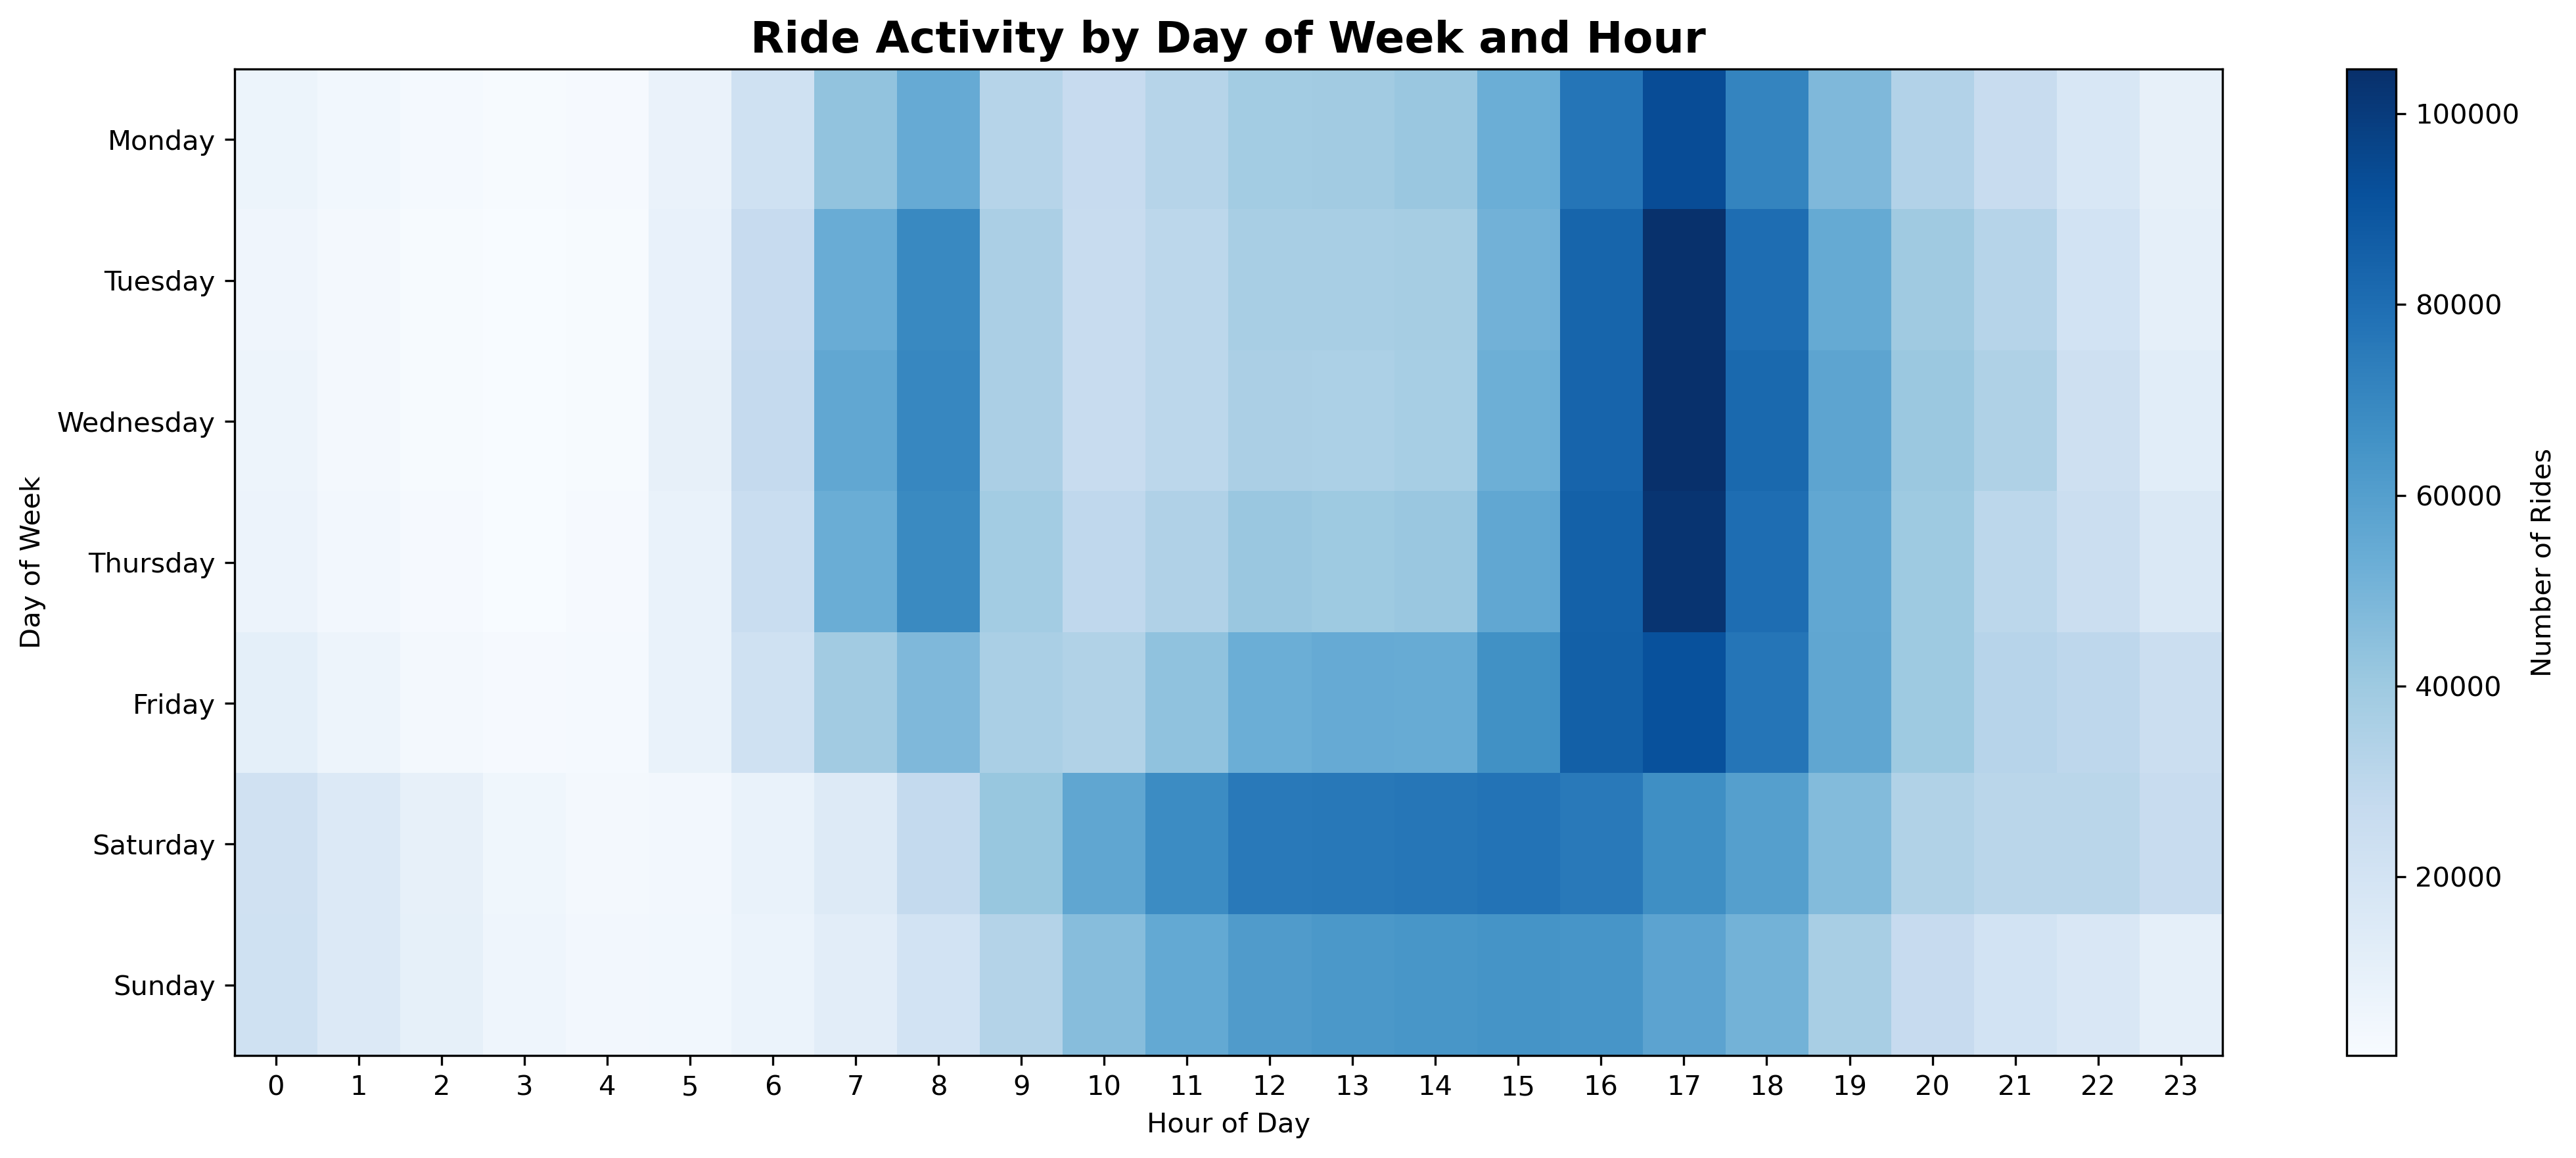 Ride Activity by Day of Week and Hour
Day of Week
Monday
Tuesday
Wednesday
Thursday
Friday
Saturday
Sunday
0 1 2 3 4 5 6 7 8 9 10 11 12 13 14 15 16 17 18 19 20 21 22 23
Hour of Day
100000
80000
60000
40000
20000
Number of Rides